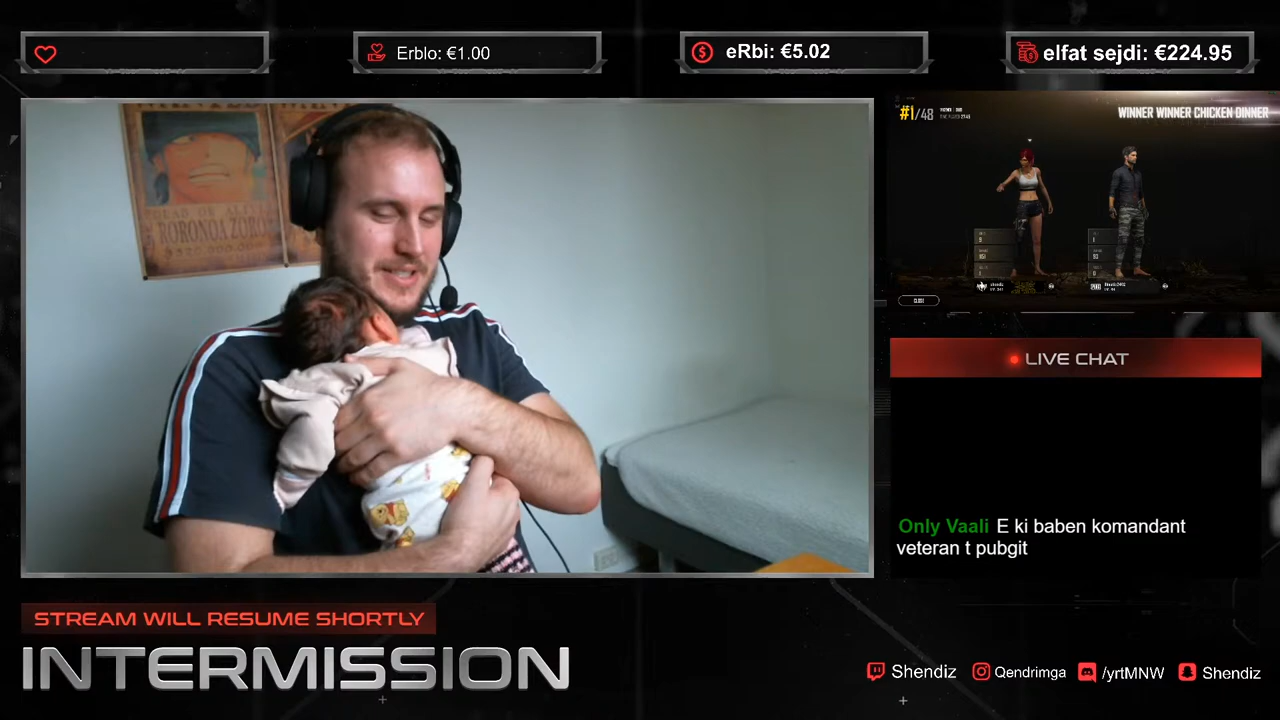 Erblo: €1.00
eRbi: €5.02
elfat sejdi: €224.95
WANTED
RORONOA ZORO
#1/48
WINNER WINNER CHICKEN DINNER
LIVE CHAT
Only Vaali E ki baben komandant
veteran t pubgit
STREAM WILL RESUME SHORTLY
INTERMISSION
Shendiz
Qendrimga
/yrtMNW
Shendiz